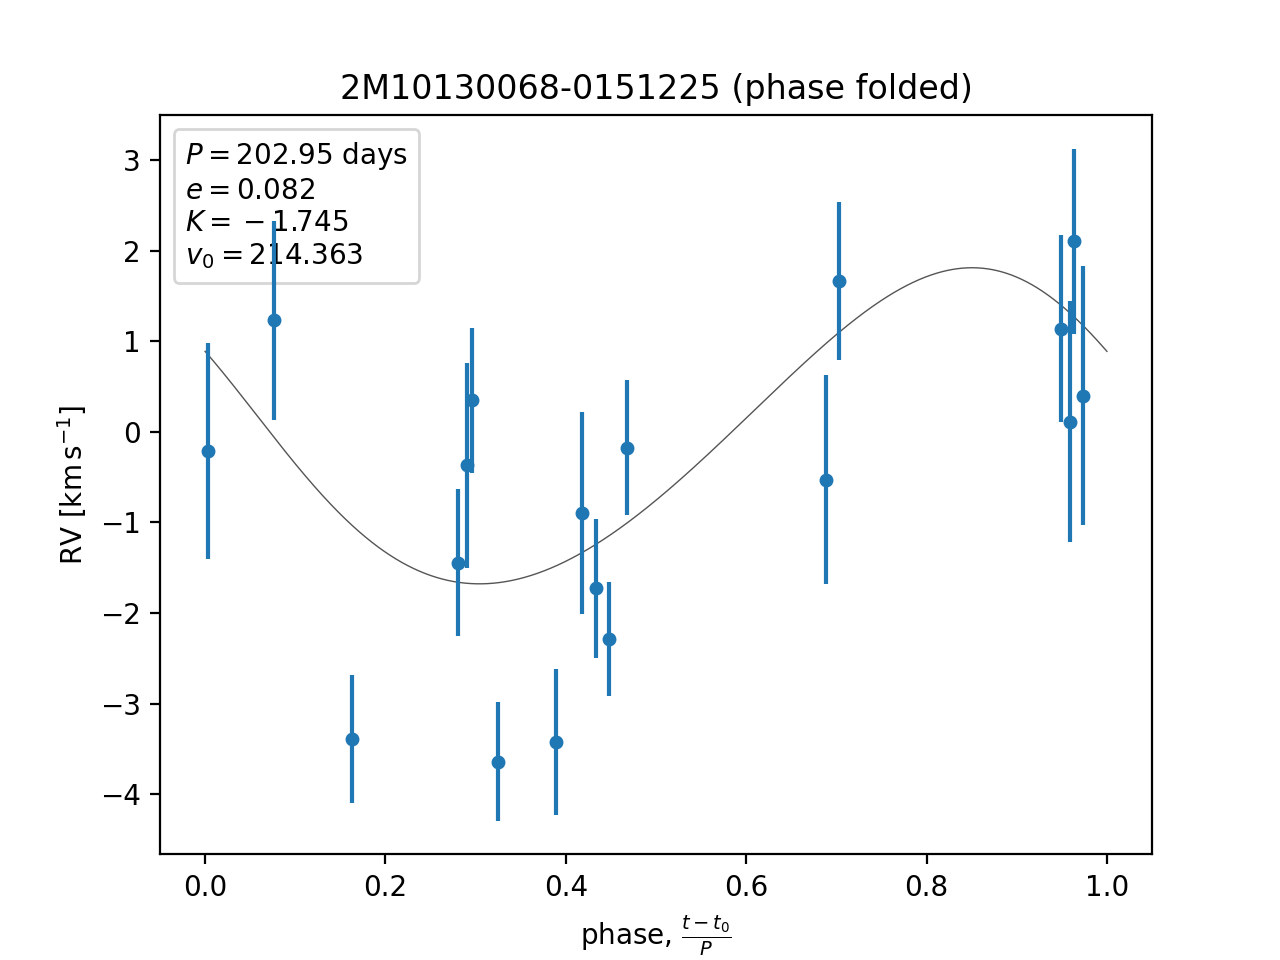 2M10130068-0151225 (phase folded)
P = 202.95 days
e = 0.082
K = −1.745
v₀ = 214.363
3
2
1
0
−1
−2
−3
−4
RV [km s⁻¹]
0.0 0.2 0.4 0.6 0.8 1.0
phase, (t − t₀)/P